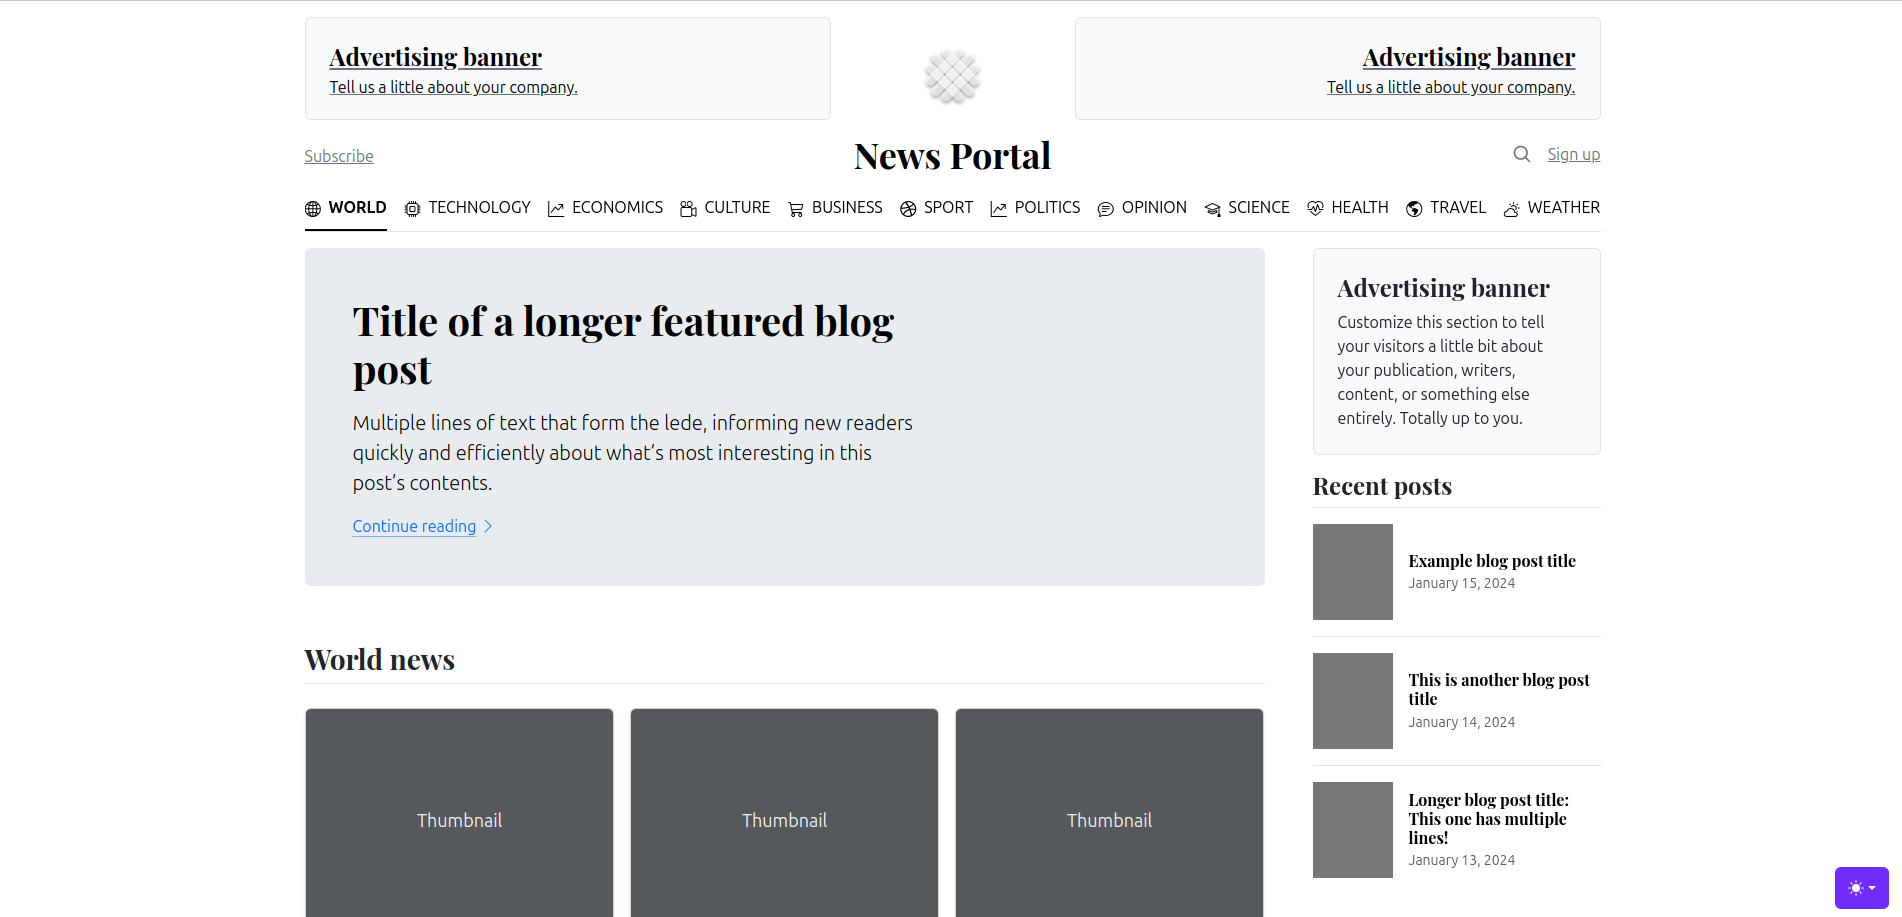 Advertising banner
Tell us a little about your company.
Advertising banner
Tell us a little about your company.
Subscribe
News Portal
Sign up
WORLD TECHNOLOGY ECONOMICS CULTURE BUSINESS SPORT POLITICS OPINION SCIENCE HEALTH TRAVEL WEATHER
Title of a longer featured blog
post
Multiple lines of text that form the lede, informing new readers
quickly and efficiently about what’s most interesting in this
post’s contents.
Continue reading
World news
Thumbnail
Thumbnail
Thumbnail
Advertising banner
Customize this section to tell
your visitors a little bit about
your publication, writers,
content, or something else
entirely. Totally up to you.
Recent posts
Example blog post title
January 15, 2024
This is another blog post
title
January 14, 2024
Longer blog post title:
This one has multiple
lines!
January 13, 2024